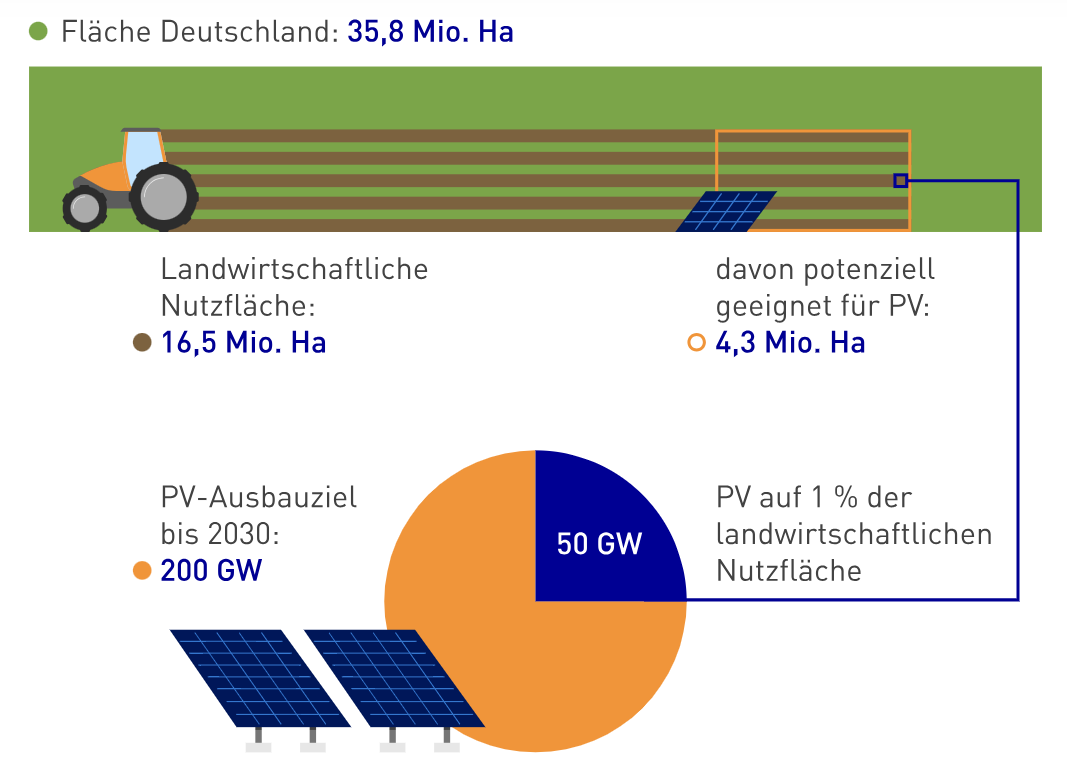 Fläche Deutschland: 35,8 Mio. Ha
Landwirtschaftliche
Nutzfläche:
16,5 Mio. Ha
davon potenziell
geeignet für PV:
4,3 Mio. Ha
PV-Ausbauziel
bis 2030:
200 GW
50 GW
PV auf 1 % der
landwirtschaftlichen
Nutzfläche